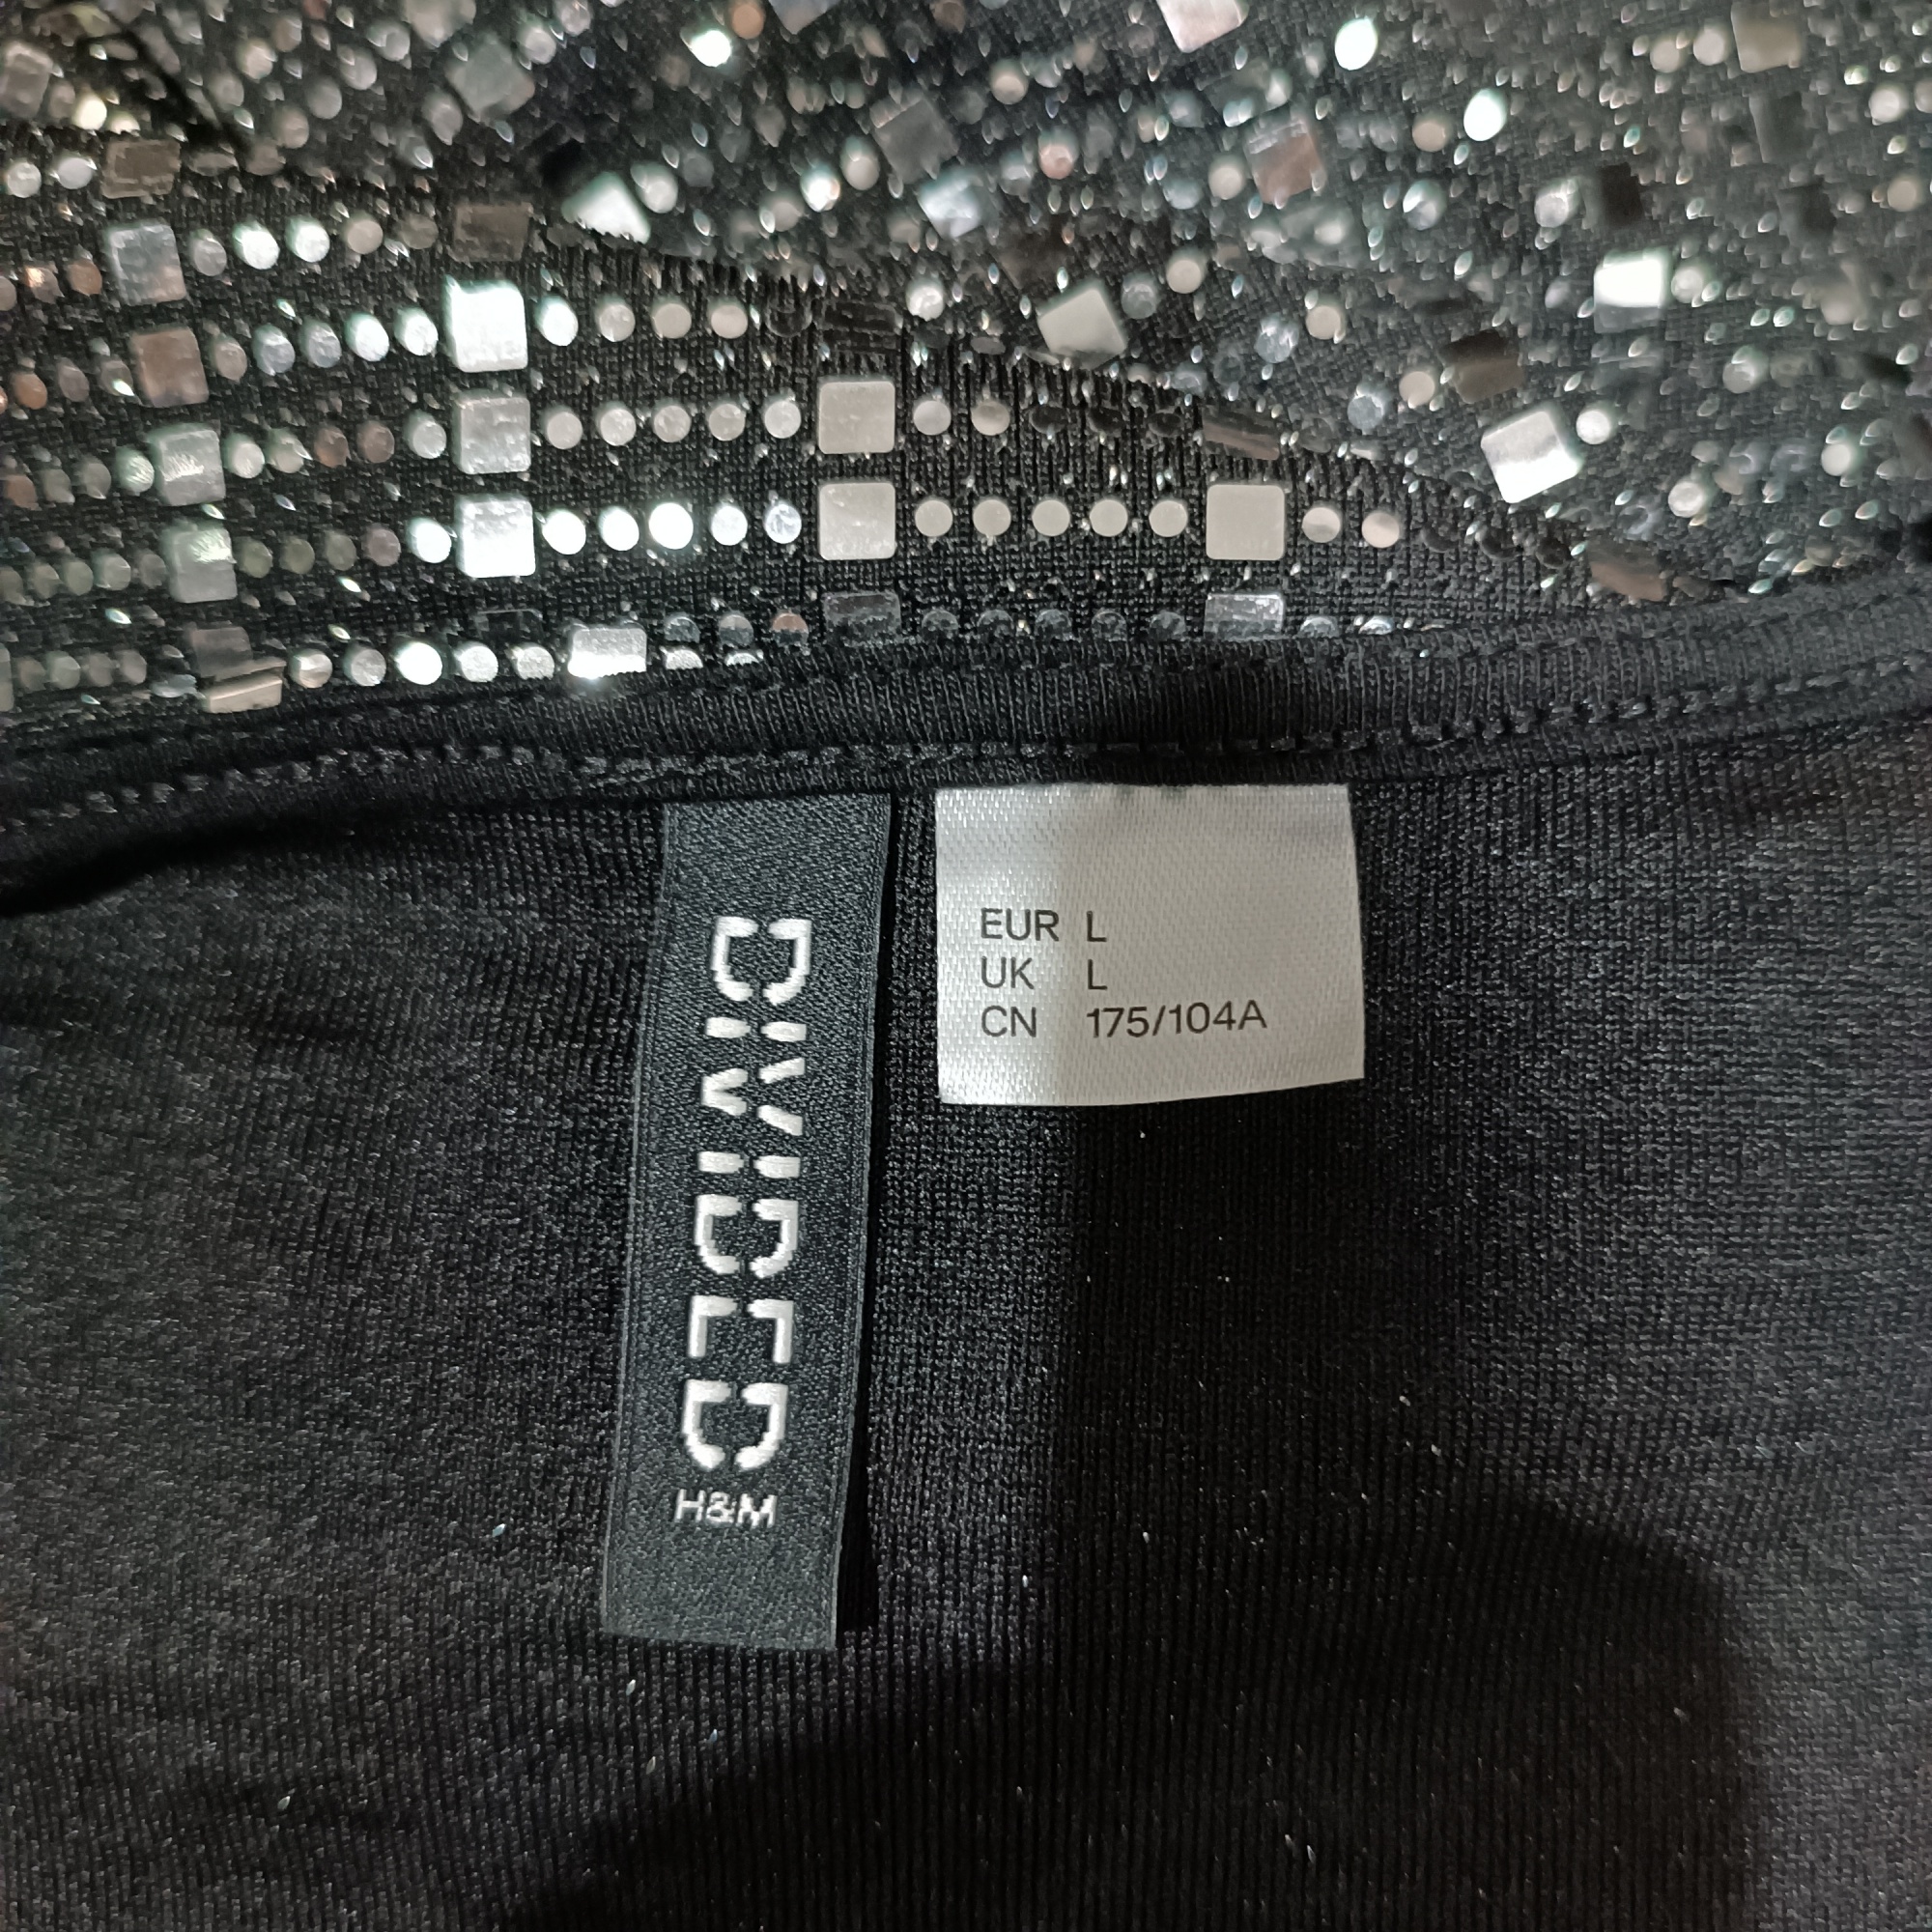 DIVIDED
H&M
EUR L
UK L
CN 175/104A